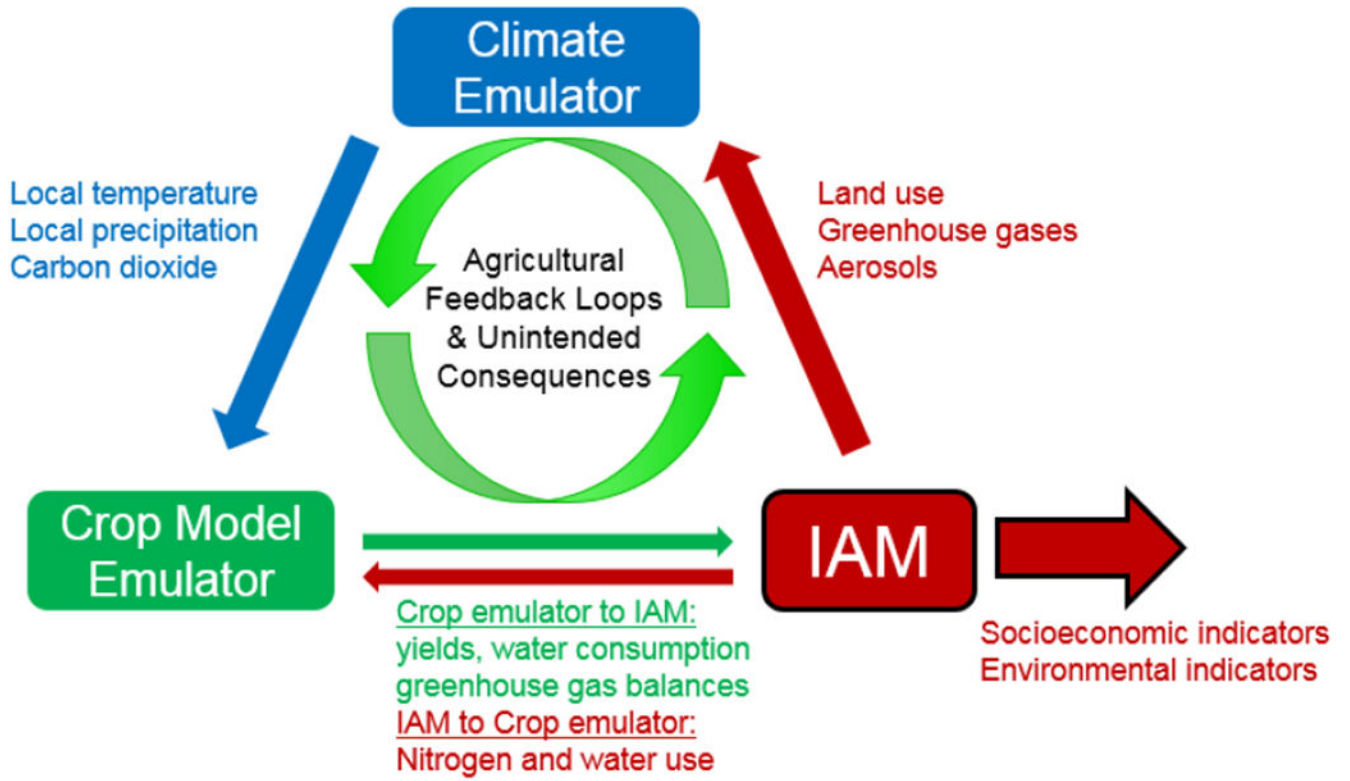 Climate
Emulator
Local temperature
Local precipitation
Carbon dioxide
Land use
Greenhouse gases
Aerosols
Agricultural
Feedback Loops
& Unintended
Consequences
Crop Model
Emulator
IAM
Crop emulator to IAM:
yields, water consumption
greenhouse gas balances
IAM to Crop emulator:
Nitrogen and water use
Socioeconomic indicators
Environmental indicators